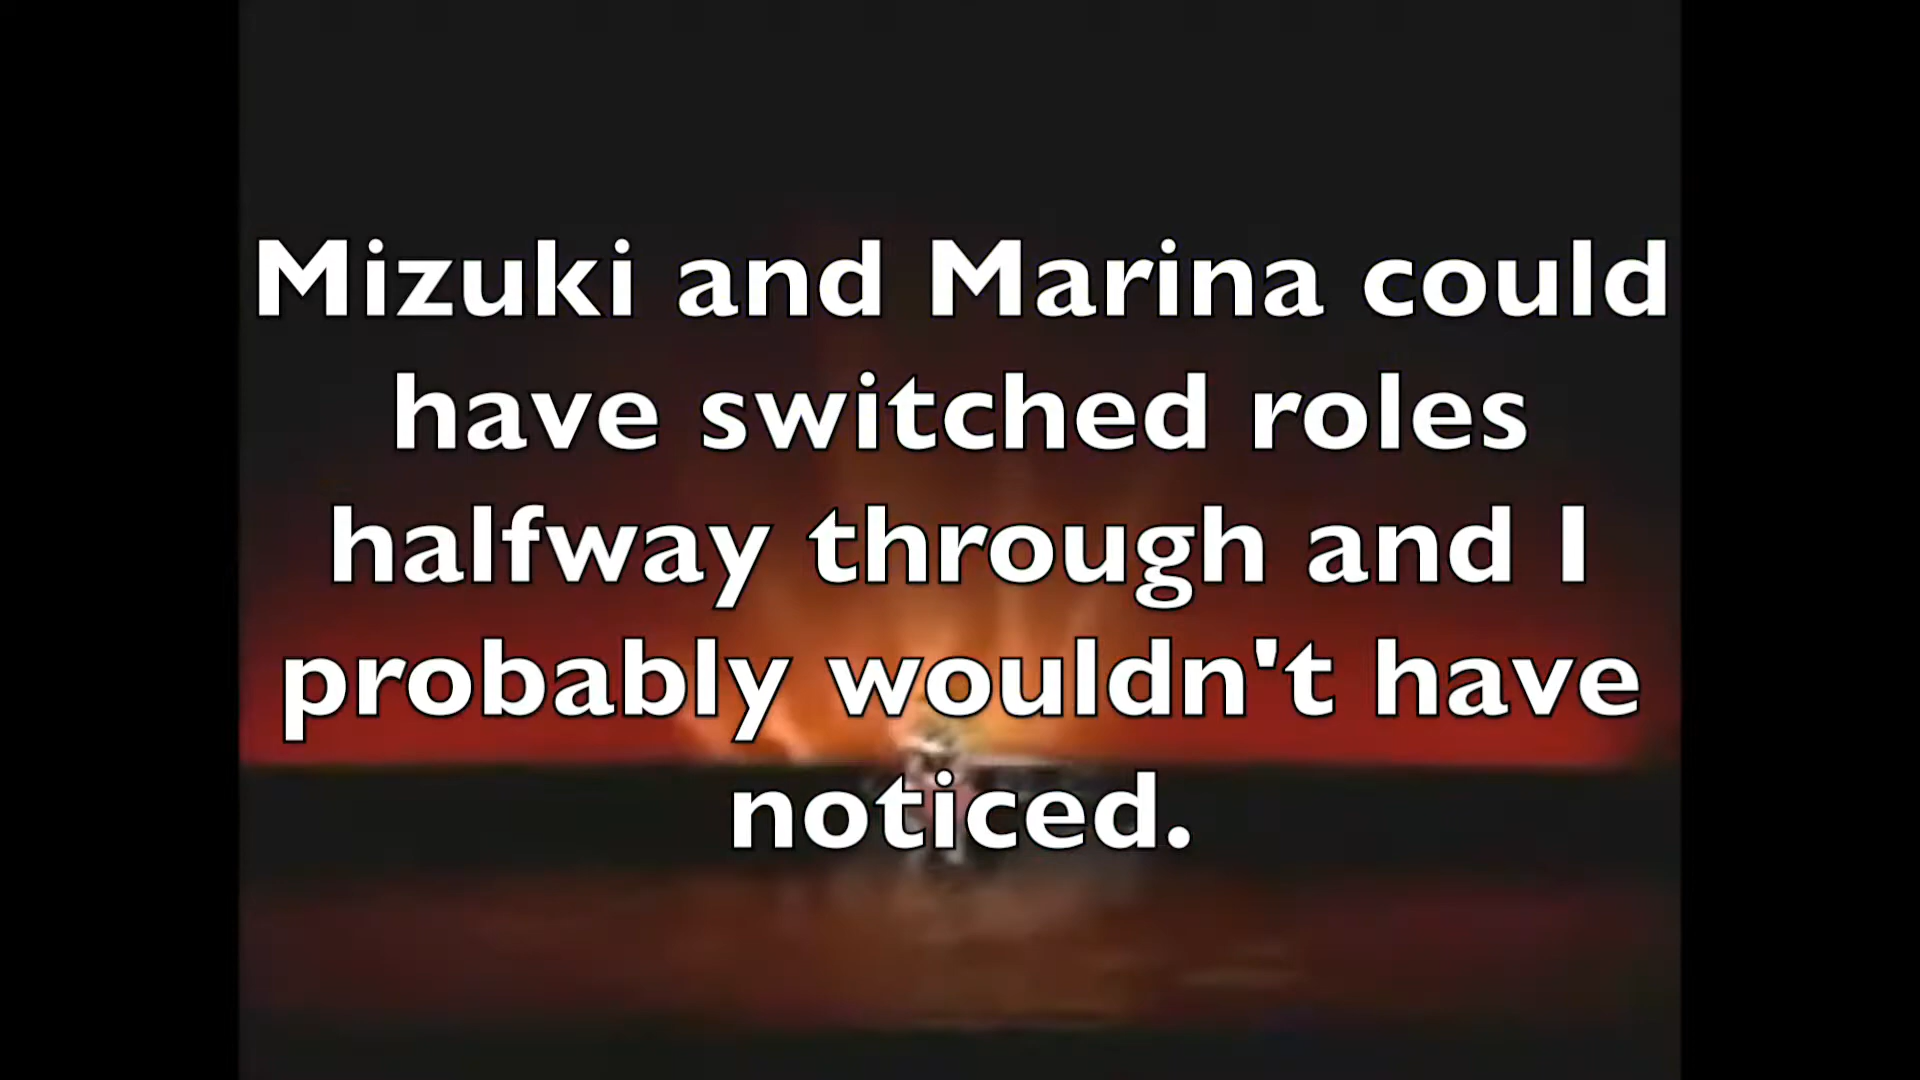 Mizuki and Marina could
have switched roles
halfway through and I
probably wouldn't have
noticed.